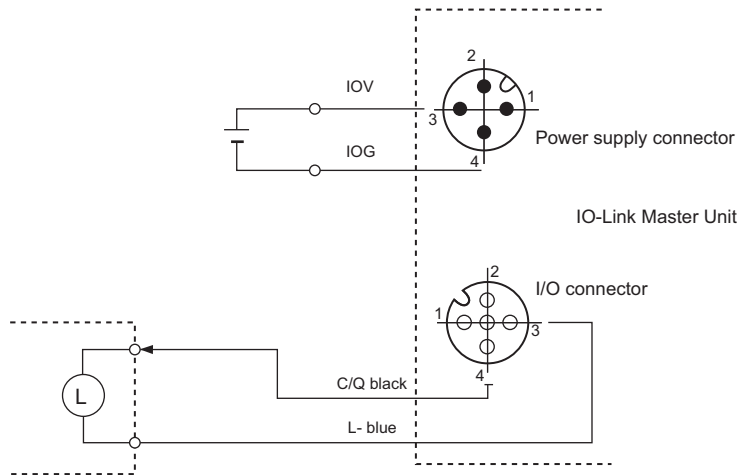 2
IOV
1
3
Power supply connector
IOG
4
IO-Link Master Unit
2
I/O connector
1
3
4
L
C/Q black
L- blue